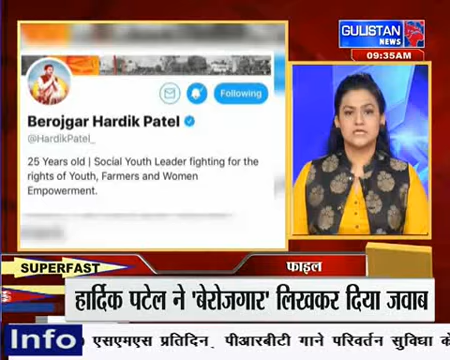 GULISTAN
NEWS
09:35AM
Following
Berojgar Hardik Patel
@HardikPatel_
25 Years old | Social Youth Leader fighting for the
rights of Youth, Farmers and Women
Empowerment.
SUPERFAST
फाइल
हार्दिक पटेल ने 'बेरोजगार' लिखकर दिया जवाब
Info एसएमएस प्रतिदिन. पीआरबीटी गाने परिवर्तन सुविधा के